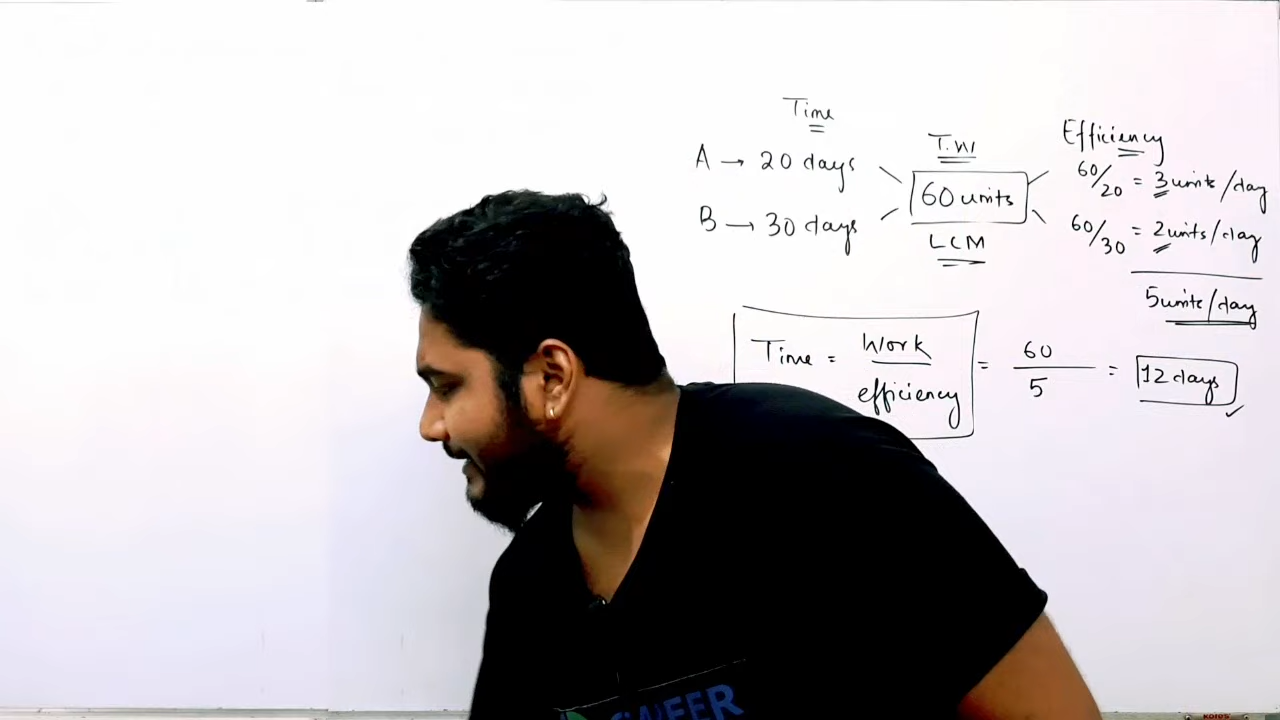 Time
A → 20 days
B → 30 days
T.W
60 units
LCM
Efficiency
60/20 = 3 units/day
60/30 = 2 units/day
5 units/day
Time = Work / efficiency = 60 / 5 = 12 days ✓